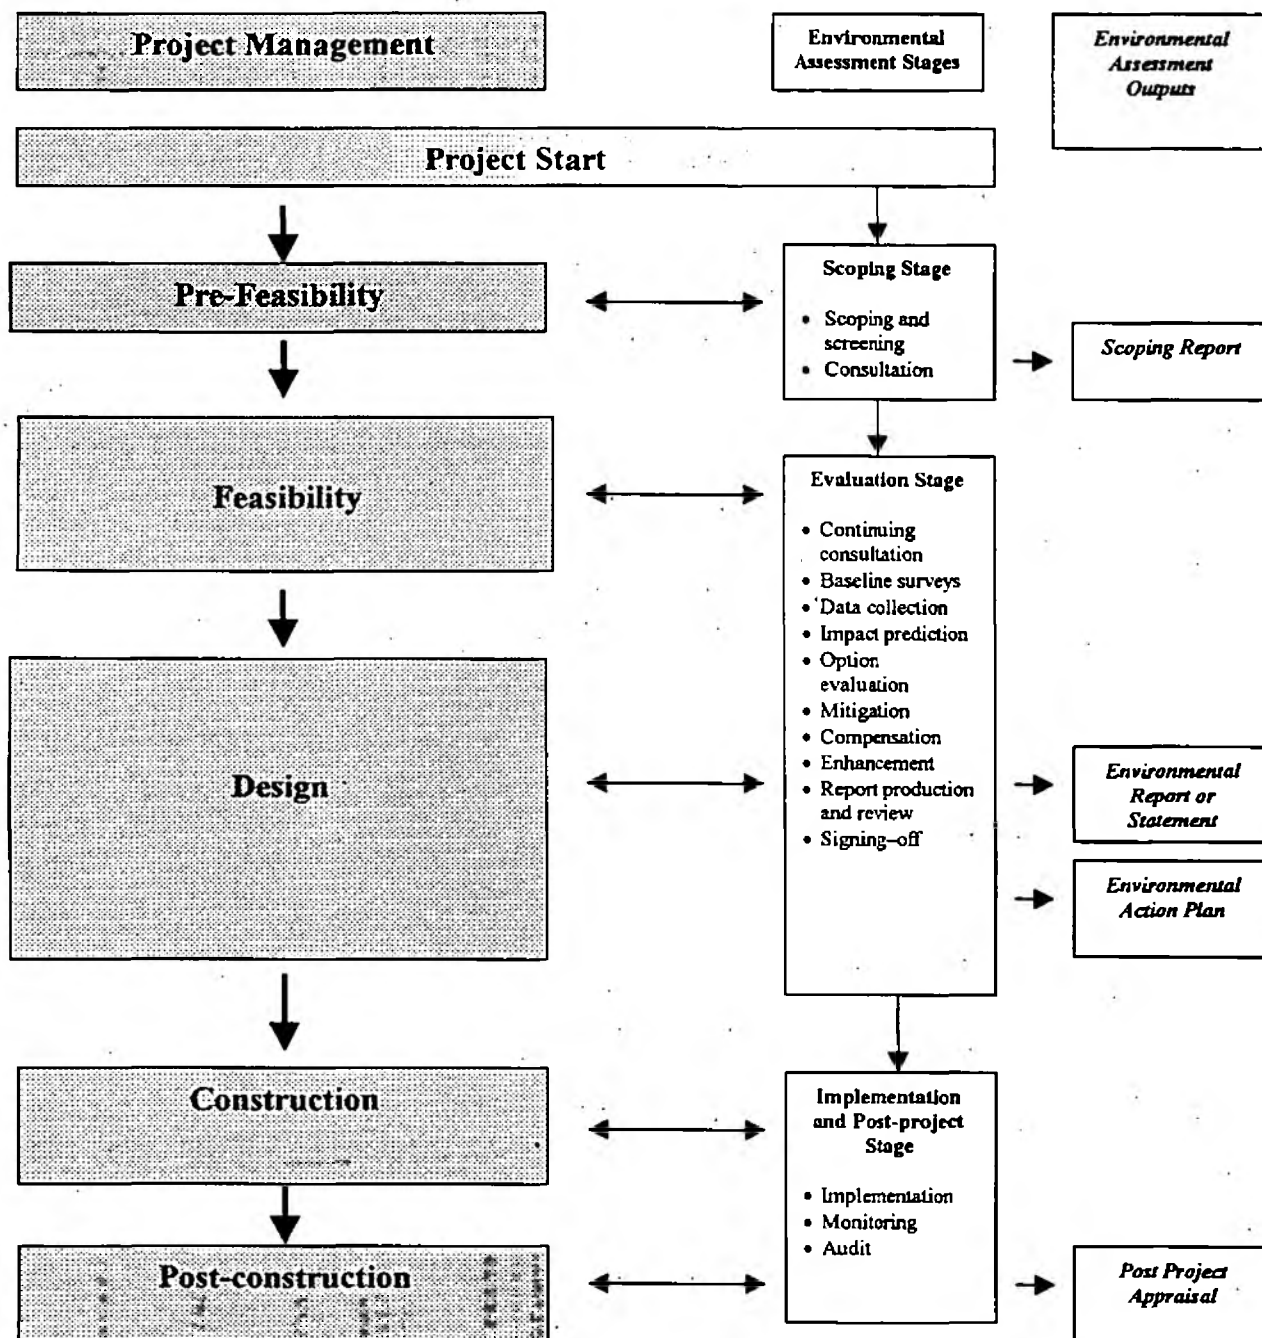 Project Management
Environmental
Assessment Stages
Environmental
Assessment
Outputs
Project Start
Pre-Feasibility
Scoping Stage
• Scoping and
screening
• Consultation
Scoping Report
Feasibility
Evaluation Stage
• Continuing
consultation
• Baseline surveys
• Data collection
• Impact prediction
• Option
evaluation
• Mitigation
• Compensation
• Enhancement
• Report production
and review
• Signing–off
Design
Environmental
Report or
Statement
Environmental
Action Plan
Construction
Implementation
and Post-project
Stage
• Implementation
• Monitoring
• Audit
Post-construction
Post Project
Appraisal